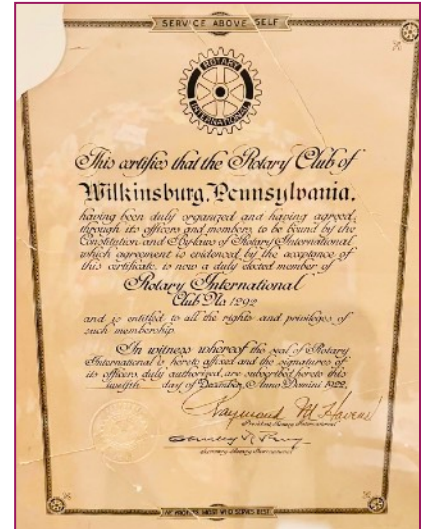 SERVICE ABOVE SELF
ROTARY
INTERNATIONAL
This certifies that the Rotary Club of
Wilkinsburg, Pennsylvania,
having been duly organized and having agreed,
through its officers and members, to be bound by the
Constitution and By-laws of Rotary International
which agreement is evidenced by the acceptance of
this certificate, is now a duly elected member of
Rotary International
Club No 1292
and is entitled to all the rights and privileges of
such membership.
In witness whereof the seal of Rotary
International is hereto affixed and the signatures of
its officers, duly authorized, are subscribed hereto this
twelfth day of December, Anno Domini 1922.
Raymond M Havens
President Rotary International
Secretary Rotary International
HE PROFITS MOST WHO SERVES BEST